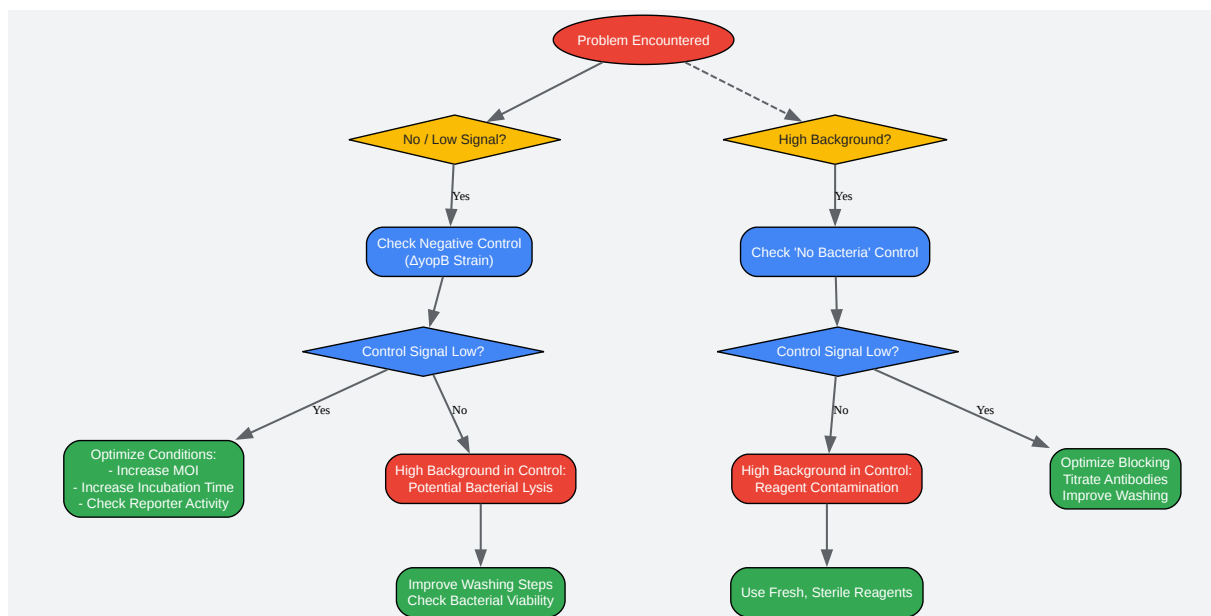 Problem Encountered
No / Low Signal?
High Background?
Yes
Yes
Check Negative Control
(ΔyopB Strain)
Check 'No Bacteria' Control
Control Signal Low?
Control Signal Low?
Yes
No
No
Yes
Optimize Conditions:
- Increase MOI
- Increase Incubation Time
- Check Reporter Activity
High Background in Control:
Potential Bacterial Lysis
High Background in Control:
Reagent Contamination
Optimize Blocking
Titrate Antibodies
Improve Washing
Improve Washing Steps
Check Bacterial Viability
Use Fresh, Sterile Reagents